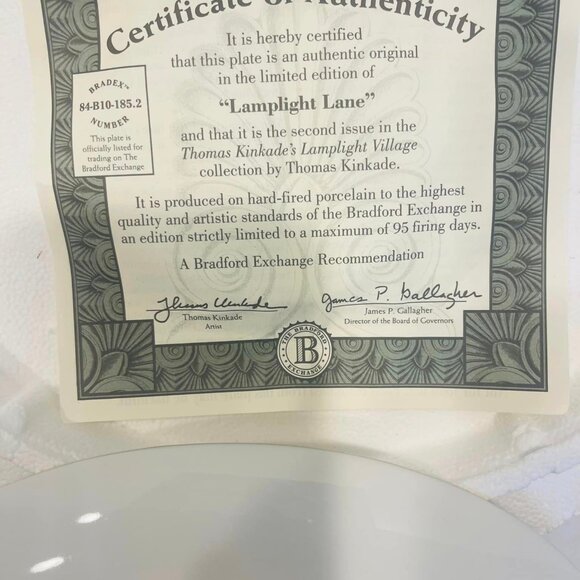 Certificate of Authenticity
It is hereby certified
that this plate is an authentic original
in the limited edition of
"Lamplight Lane"
and that it is the second issue in the
Thomas Kinkade's Lamplight Village
collection by Thomas Kinkade.
BRADEX™
84-B10-185.2
NUMBER
This plate is
officially listed for
trading on The
Bradford Exchange
It is produced on hard-fired porcelain to the highest
quality and artistic standards of the Bradford Exchange in
an edition strictly limited to a maximum of 95 firing days.
A Bradford Exchange Recommendation
Thomas Kinkade
James P. Gallagher
Thomas Kinkade
Artist
James P. Gallagher
Director of the Board of Governors
THE BRADFORD
B
EXCHANGE